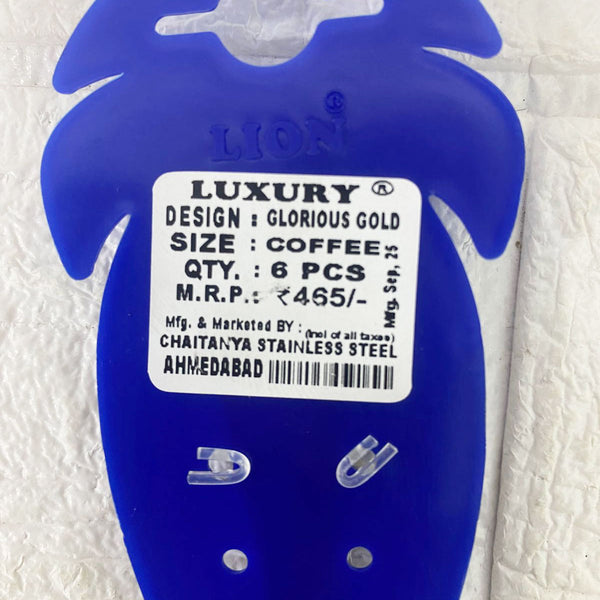 LION ®
LUXURY ®
DESIGN : GLORIOUS GOLD
SIZE : COFFEE
QTY. : 6 PCS
M.R.P.: ₹465/-
Mfg. Sep, 25
(Incl of all taxes)
Mfg. & Marketed BY :
CHAITANYA STAINLESS STEEL
AHMEDABAD